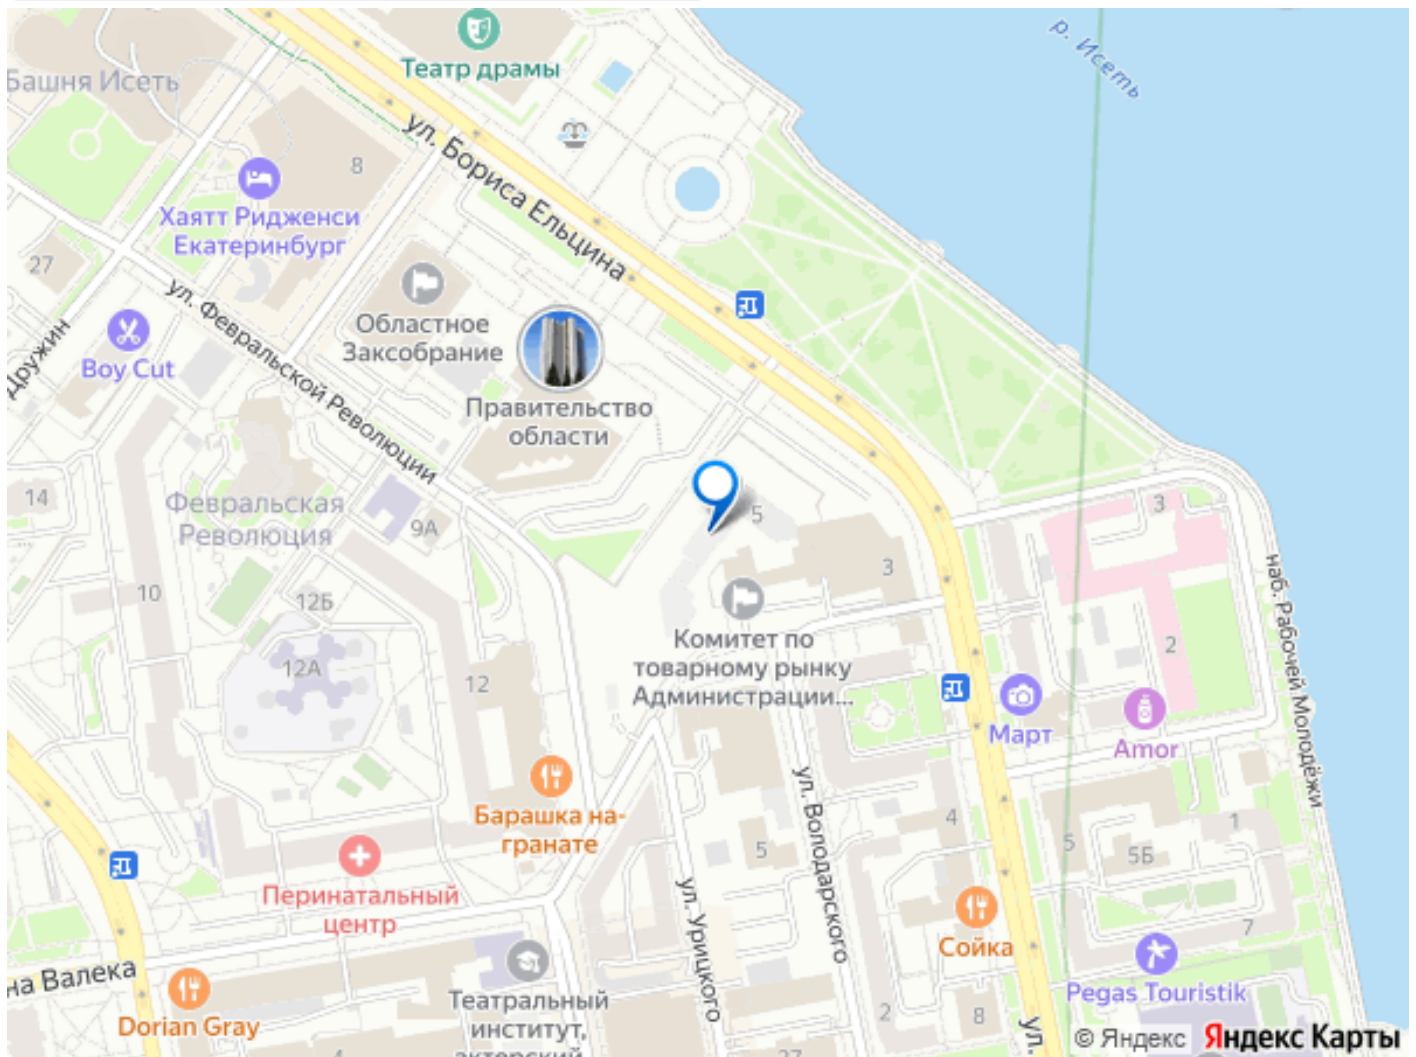 Театр драмы
р. Исеть
Башня Исеть
ул. Бориса Ельцина
8
Хаятт Ридженси
Екатеринбург
27
ул. Февральской Революции
Областное
Заксобрание
Дружин
Boy Cut
Правительство
области
14
Февральская
Революция
9А
5
3
3
10
12Б
наб. Рабочей Молодёжи
12А
Комитет по
товарному рынку
Администрации...
2
12
Март
Amor
Барашка на-
гранате
ул. Володарского
4
1
5
5
5Б
Перинатальный
центр
ул. Урицкого
Сойка
7
на Валека
Pegas Touristik
Dorian Gray
Театральный
институт,
актерский
2
8
ул.
4
27
© Яндекс Яндекс Карты